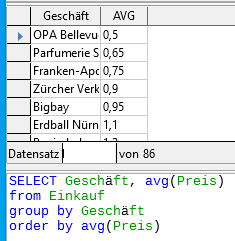 Geschäft AVG
OPA Bellevu 0,5
Parfumerie S 0,65
Franken-Apo 0,75
Zürcher Verk 0,9
Bigbay 0,95
Erdball Nürn 1,1
Datensatz von 86
SELECT Geschäft, avg(Preis)
from Einkauf
group by Geschäft
order by avg(Preis)